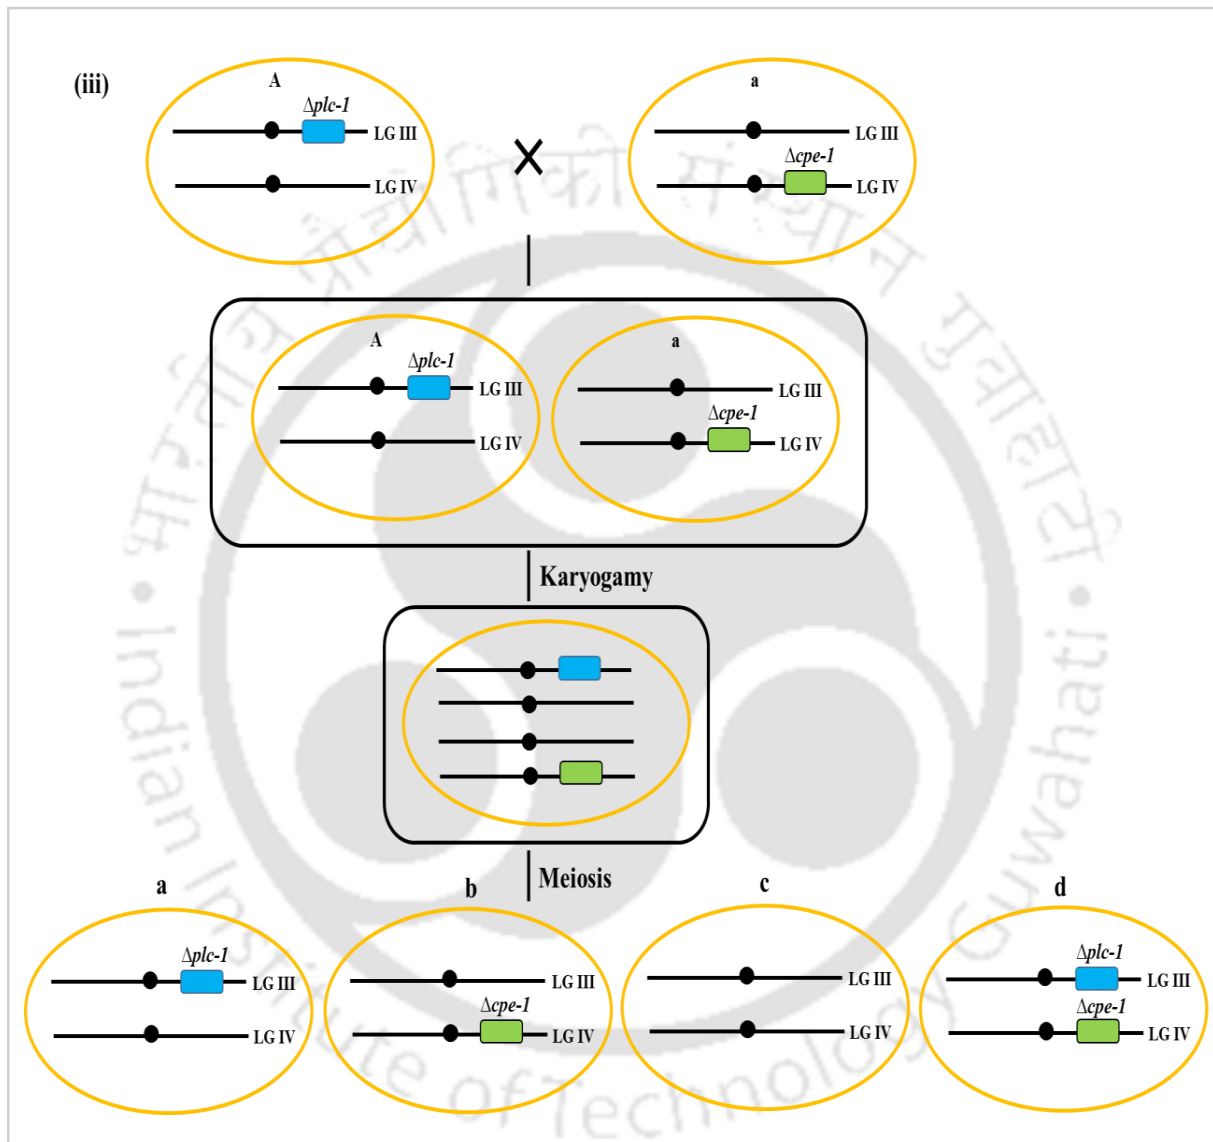 (iii)
A
Δplc-1
LG III
LG IV
a
LG III
Δcpe-1
LG IV
A
Δplc-1
LG III
LG IV
a
LG III
Δcpe-1
LG IV
Karyogamy
Meiosis
a
Δplc-1
LG III
LG IV
b
LG III
Δcpe-1
LG IV
c
LG III
LG IV
d
Δplc-1
LG III
Δcpe-1
LG IV
भारतीय प्रौद्योगिकी संस्थान गुवाहाटी
Indian Institute of Technology Guwahati